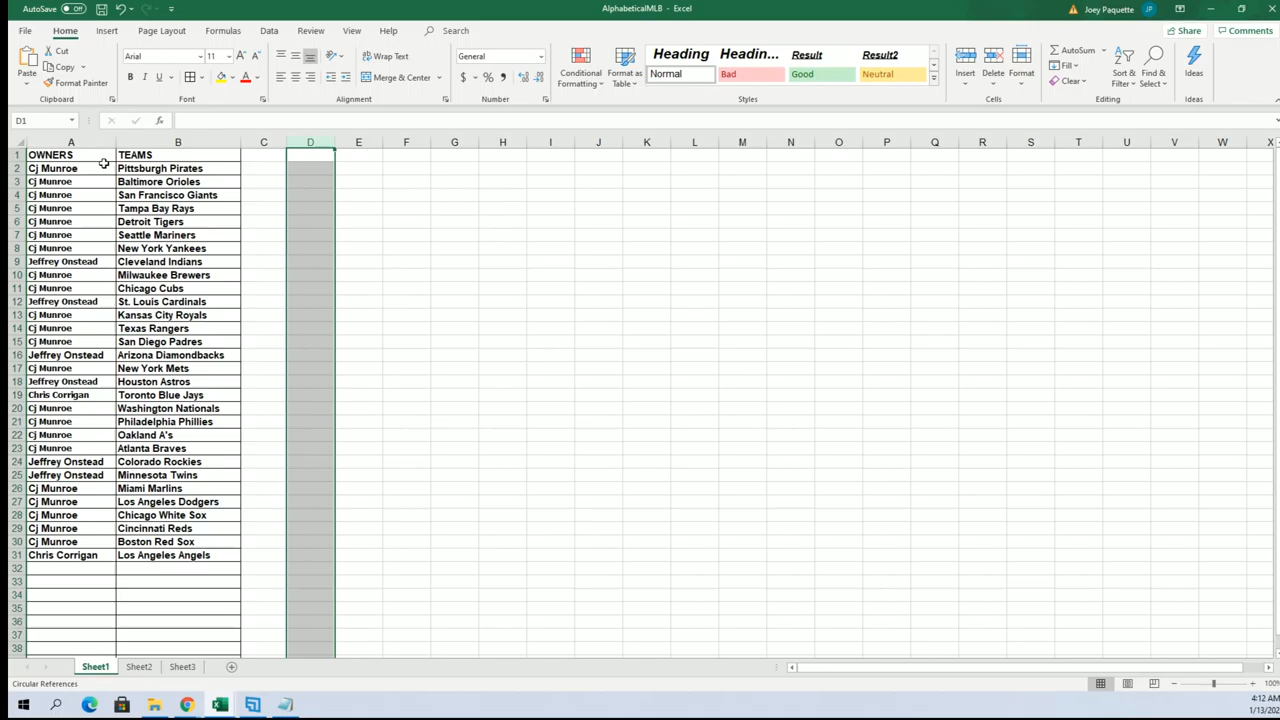 AutoSave Off AlphabeticalMLB - Excel Joey Paquette JP
File Home Insert Page Layout Formulas Data Review View Help Search Share Comments
Cut Arial 11 Wrap Text General Heading Headin... Result Result2 AutoSum
Copy Fill
Paste Format Painter B I U Merge & Center $ % Conditional Formatting Format as Table Normal Bad Good Neutral Insert Delete Format Clear Sort & Filter Find & Select Ideas
Clipboard Font Alignment Number Styles Cells Editing Ideas
D1 fx
A B C D E F G H I J K L M N O P Q R S T U V W X
1 OWNERS TEAMS
2 Cj Munroe Pittsburgh Pirates
3 Cj Munroe Baltimore Orioles
4 Cj Munroe San Francisco Giants
5 Cj Munroe Tampa Bay Rays
6 Cj Munroe Detroit Tigers
7 Cj Munroe Seattle Mariners
8 Cj Munroe New York Yankees
9 Jeffrey Onstead Cleveland Indians
10 Cj Munroe Milwaukee Brewers
11 Cj Munroe Chicago Cubs
12 Jeffrey Onstead St. Louis Cardinals
13 Cj Munroe Kansas City Royals
14 Cj Munroe Texas Rangers
15 Cj Munroe San Diego Padres
16 Jeffrey Onstead Arizona Diamondbacks
17 Cj Munroe New York Mets
18 Jeffrey Onstead Houston Astros
19 Chris Corrigan Toronto Blue Jays
20 Cj Munroe Washington Nationals
21 Cj Munroe Philadelphia Phillies
22 Cj Munroe Oakland A's
23 Cj Munroe Atlanta Braves
24 Jeffrey Onstead Colorado Rockies
25 Jeffrey Onstead Minnesota Twins
26 Cj Munroe Miami Marlins
27 Cj Munroe Los Angeles Dodgers
28 Cj Munroe Chicago White Sox
29 Cj Munroe Cincinnati Reds
30 Cj Munroe Boston Red Sox
31 Chris Corrigan Los Angeles Angels
32
33
34
35
36
37
38
Sheet1 Sheet2 Sheet3
Circular References 100%
4:12 AM
1/13/202